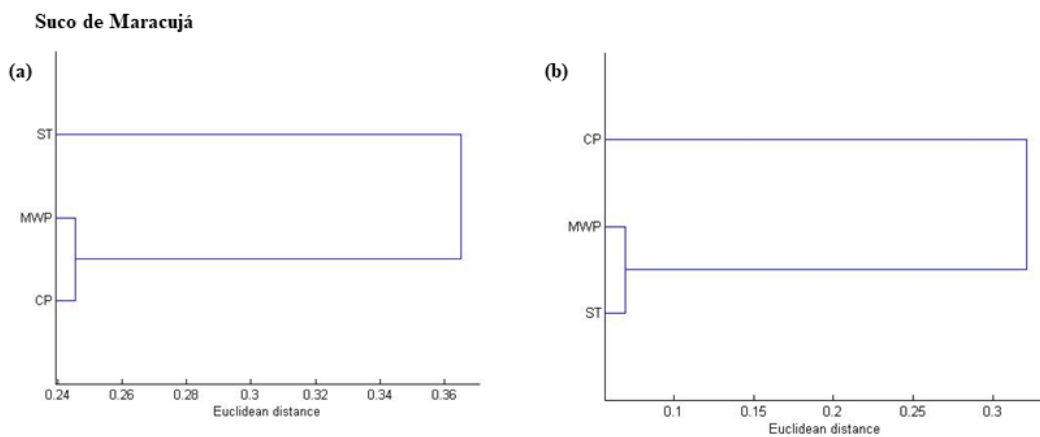 Suco de Maracujá
(a)
ST
MWP
CP
0.24 0.26 0.28 0.3 0.32 0.34 0.36
Euclidean distance
(b)
CP
MWP
ST
0.1 0.15 0.2 0.25 0.3
Euclidean distance